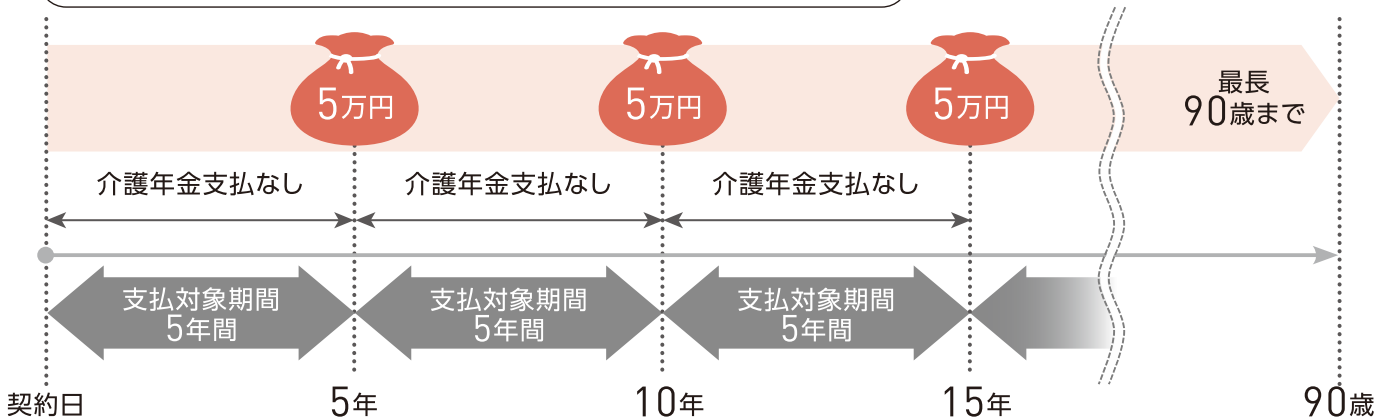 5万円
5万円
5万円
最長
90歳まで
介護年金支払なし
介護年金支払なし
介護年金支払なし
支払対象期間
5年間
支払対象期間
5年間
支払対象期間
5年間
契約日
5年
10年
15年
90歳